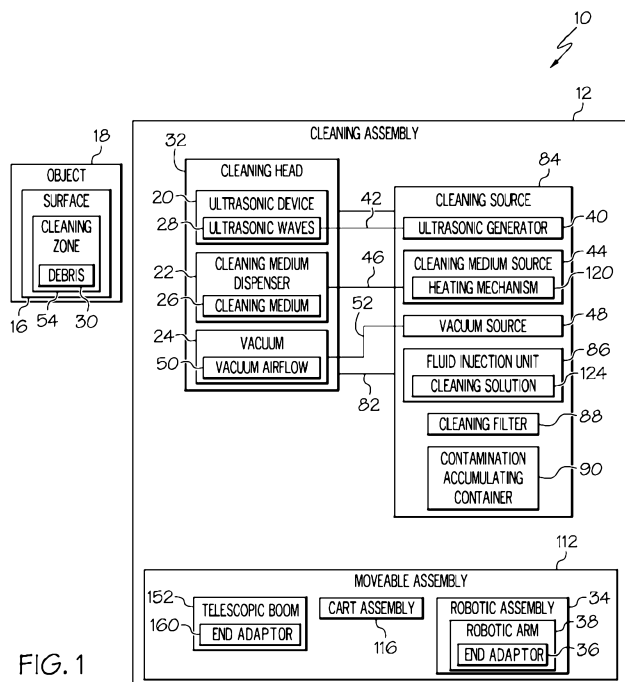 10
12
CLEANING ASSEMBLY
18
OBJECT
SURFACE
CLEANING
ZONE
DEBRIS
16
54
30
32
CLEANING HEAD
20
ULTRASONIC DEVICE
28
ULTRASONIC WAVES
42
22
CLEANING MEDIUM
DISPENSER
26
CLEANING MEDIUM
46
24
VACUUM
50
VACUUM AIRFLOW
52
82
84
CLEANING SOURCE
ULTRASONIC GENERATOR
40
44
CLEANING MEDIUM SOURCE
HEATING MECHANISM
120
VACUUM SOURCE
48
FLUID INJECTION UNIT
86
CLEANING SOLUTION
124
CLEANING FILTER
88
CONTAMINATION
ACCUMULATING
CONTAINER
90
112
MOVEABLE ASSEMBLY
152
TELESCOPIC BOOM
160
END ADAPTOR
CART ASSEMBLY
116
ROBOTIC ASSEMBLY
34
ROBOTIC ARM
38
END ADAPTOR
36
FIG. 1